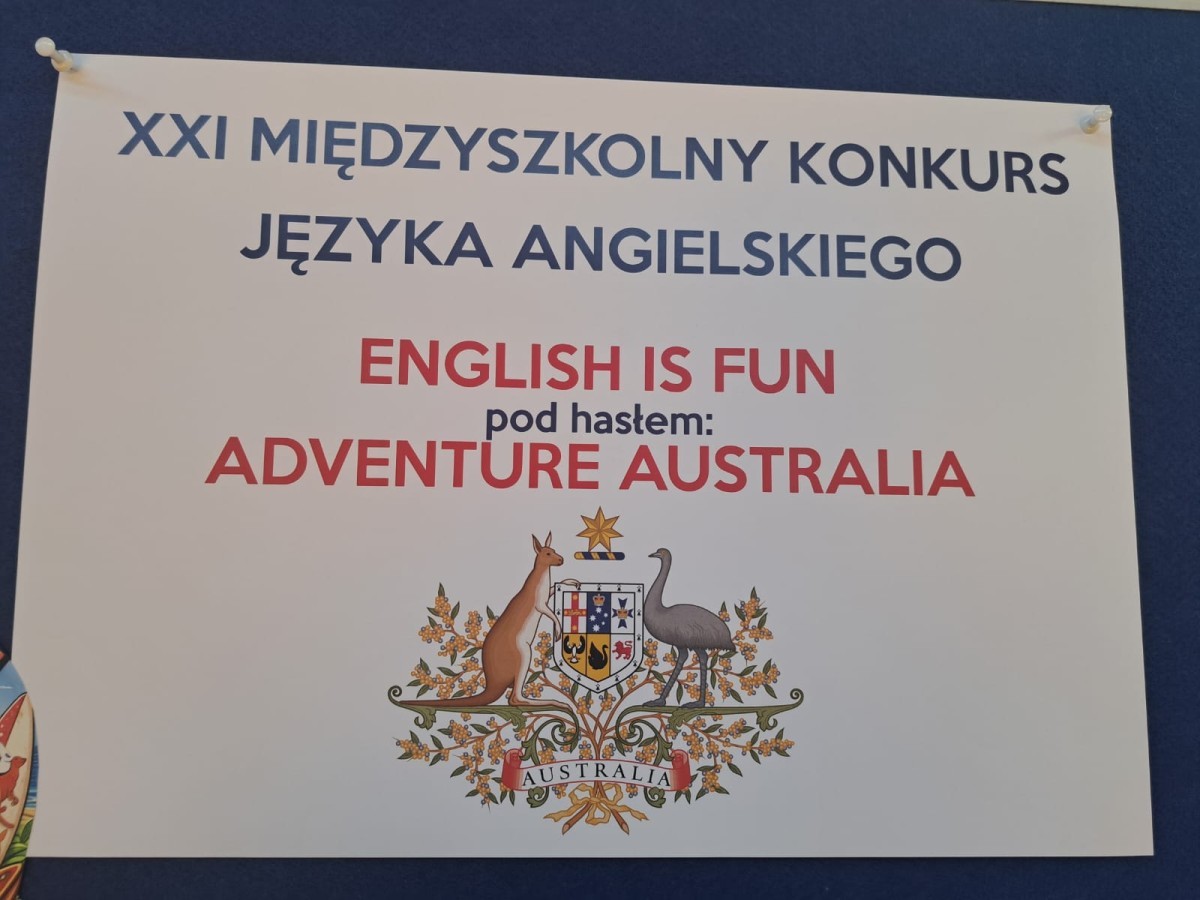 XXI MIĘDZYSZKOLNY KONKURS
JĘZYKA ANGIELSKIEGO
ENGLISH IS FUN
pod hasłem:
ADVENTURE AUSTRALIA
AUSTRALIA